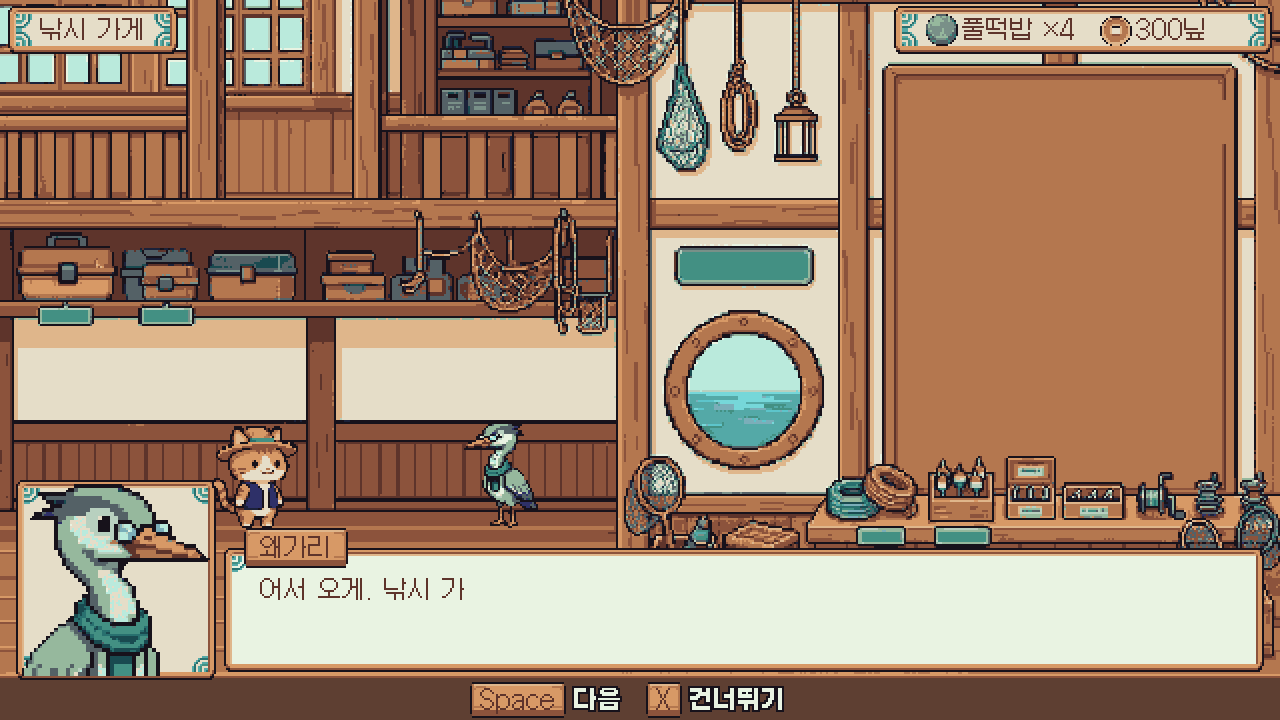 낚시 가게
풀떡밥 ×4 300닢
왜가리
어서 오게. 낚시 가
Space 다음 X 건너뛰기